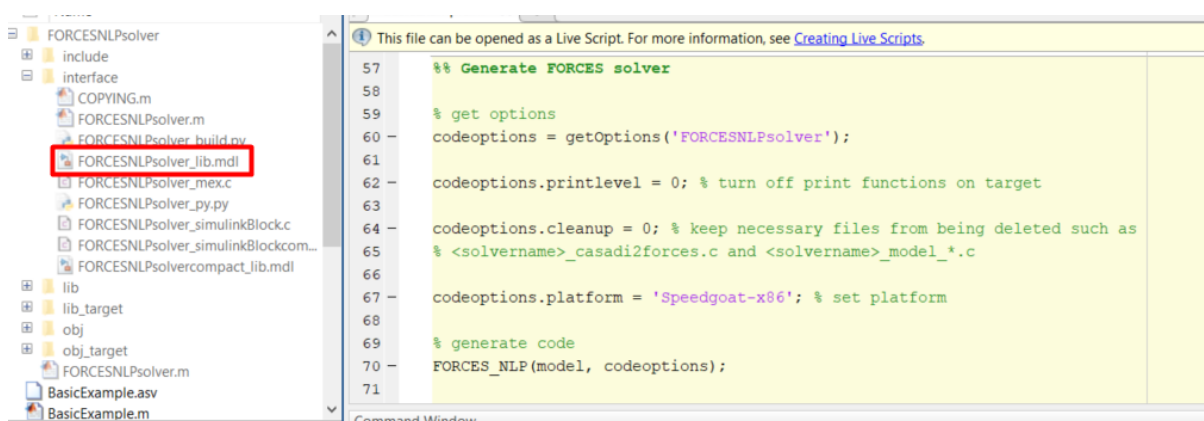 FORCESNLPsolver
include
interface
COPYING.m
FORCESNLPsolver.m
FORCESNLPsolver_build.py
FORCESNLPsolver_lib.mdl
FORCESNLPsolver_mex.c
FORCESNLPsolver_py.py
FORCESNLPsolver_simulinkBlock.c
FORCESNLPsolver_simulinkBlockcom...
FORCESNLPsolvercompact_lib.mdl
lib
lib_target
obj
obj_target
FORCESNLPsolver.m
BasicExample.asv
BasicExample.m
This file can be opened as a Live Script. For more information, see Creating Live Scripts.
57 %% Generate FORCES solver
58
59 % get options
60 – codeoptions = getOptions('FORCESNLPsolver');
61
62 – codeoptions.printlevel = 0; % turn off print functions on target
63
64 – codeoptions.cleanup = 0; % keep necessary files from being deleted such as
65 % <solvername>_casadi2forces.c and <solvername>_model_*.c
66
67 – codeoptions.platform = 'Speedgoat-x86'; % set platform
68
69 % generate code
70 – FORCES_NLP(model, codeoptions);
71
Command Window